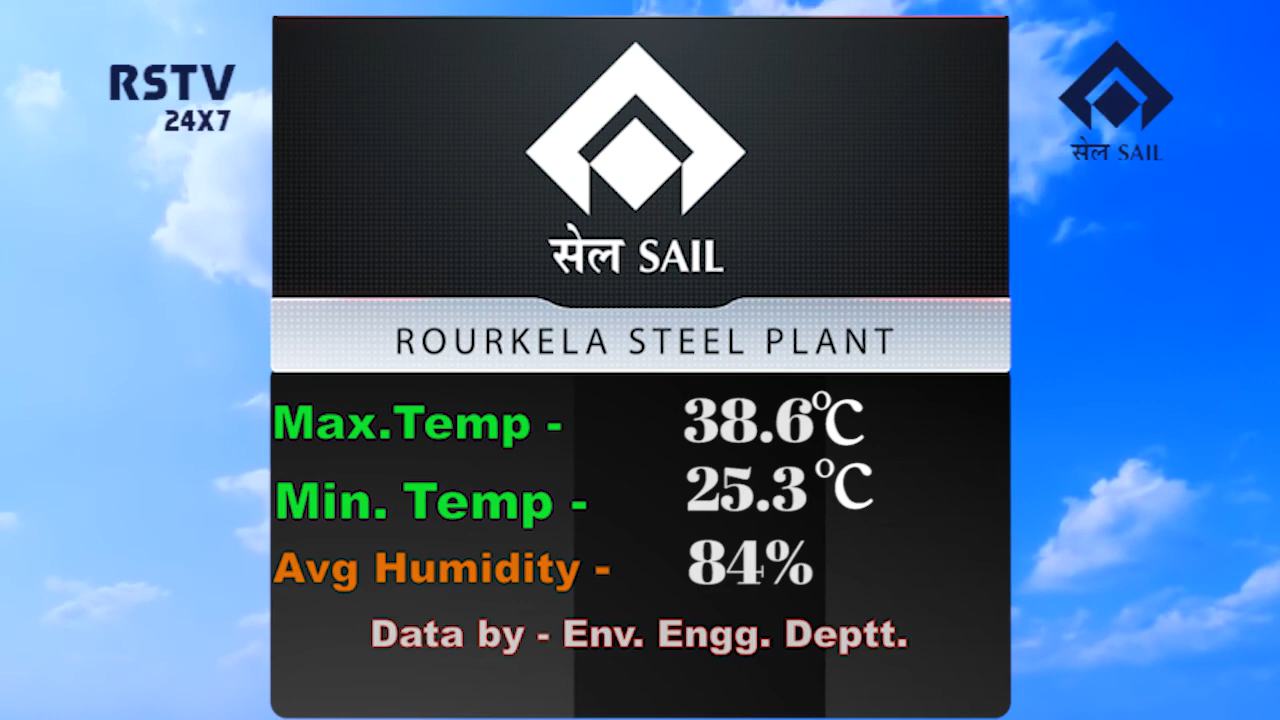 RSTV
24X7
सेल SAIL
सेल SAIL
ROURKELA STEEL PLANT
Max.Temp - 38.6℃
Min. Temp - 25.3℃
Avg Humidity - 84%
Data by - Env. Engg. Deptt.